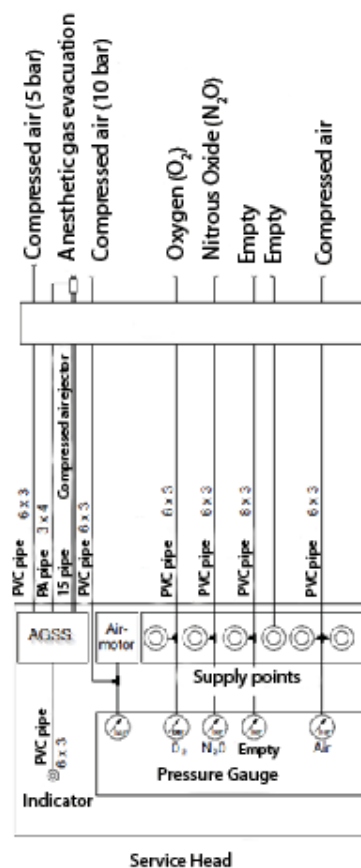 Compressed air (5 bar)
Anesthetic gas evacuation
Compressed air (10 bar)
Oxygen (O₂)
Nitrous Oxide (N₂O)
Empty
Empty
Compressed air
PVC pipe 6 x 3
PA pipe 3 x 4
15 pipe
Compressed air ejector
PVC pipe 6 x 3
PVC pipe 6 x 3
PVC pipe 6 x 3
PVC pipe 6 x 3
PVC pipe 6 x 3
AGSS
Air-
motor
Supply points
PVC pipe
6 x 3
O₂
N₂O
Empty
Air
Pressure Gauge
Indicator
Service Head